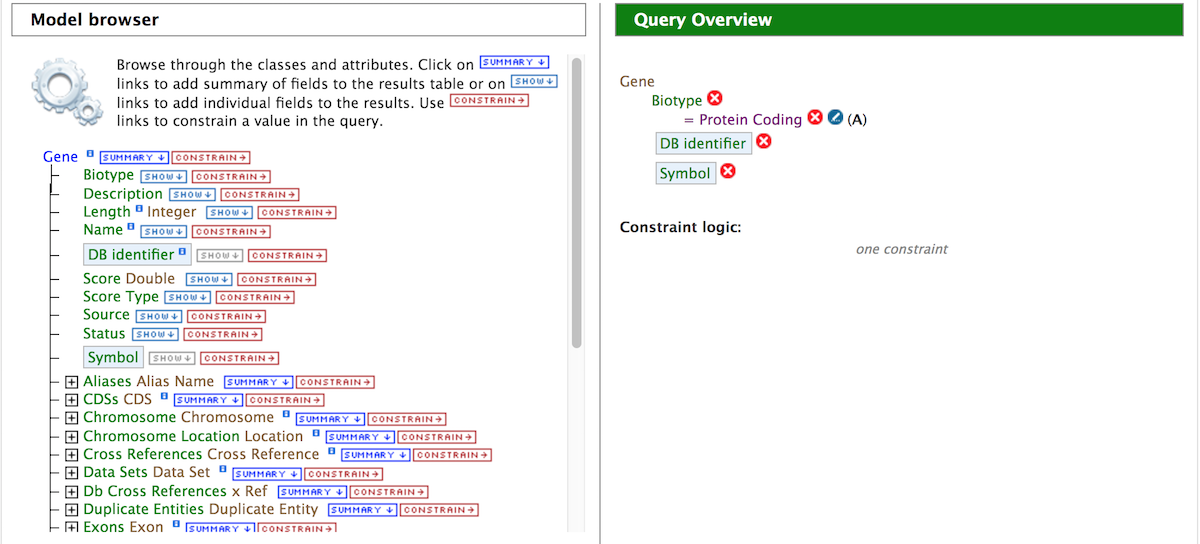 Model browser
Browse through the classes and attributes. Click on SUMMARY
links to add summary of fields to the results table or on SHOW
links to add individual fields to the results. Use CONSTRAIN
links to constrain a value in the query.
Gene SUMMARY CONSTRAIN
Biotype SHOW CONSTRAIN
Description SHOW CONSTRAIN
Length Integer SHOW CONSTRAIN
Name SHOW CONSTRAIN
DB identifier SHOW CONSTRAIN
Score Double SHOW CONSTRAIN
Score Type SHOW CONSTRAIN
Source SHOW CONSTRAIN
Status SHOW CONSTRAIN
Symbol SHOW CONSTRAIN
Aliases Alias Name SUMMARY CONSTRAIN
CDSs CDS SUMMARY CONSTRAIN
Chromosome Chromosome SUMMARY CONSTRAIN
Chromosome Location Location SUMMARY CONSTRAIN
Cross References Cross Reference SUMMARY CONSTRAIN
Data Sets Data Set SUMMARY CONSTRAIN
Db Cross References x Ref SUMMARY CONSTRAIN
Duplicate Entities Duplicate Entity SUMMARY CONSTRAIN
Exons Exon SUMMARY CONSTRAIN
Query Overview
Gene
Biotype
= Protein Coding (A)
DB identifier
Symbol
Constraint logic:
one constraint